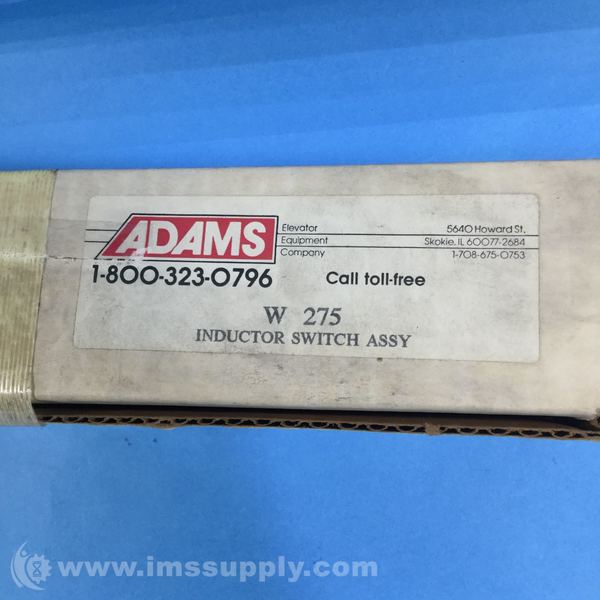 ADAMS
Elevator
Equipment
Company
5640 Howard St.
Skokie, IL 60077-2684
1-708-675-0753
1-800-323-0796
Call toll-free
W 275
INDUCTOR SWITCH ASSY
www.imssupply.com